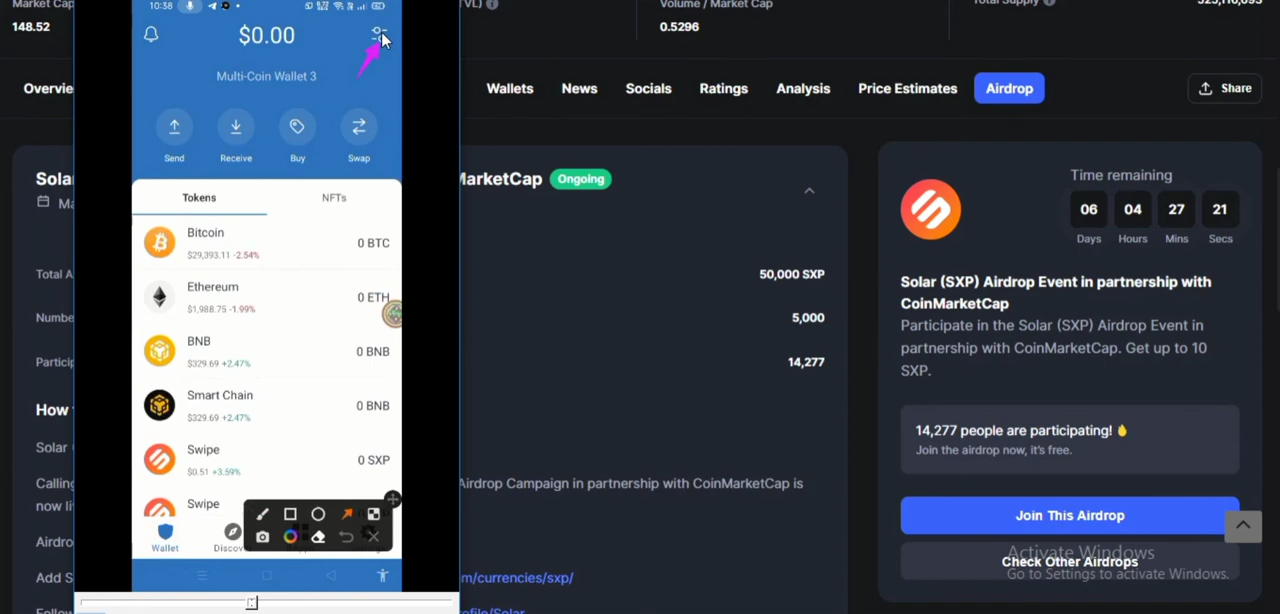 Market Cap
148.52
VL)
Volume / Market Cap
0.5296
Total Supply
10:38
$0.00
Multi-Coin Wallet 3
Send
Receive
Buy
Swap
Tokens
NFTs
Bitcoin
$29,393.11 -2.54%
0 BTC
Ethereum
$1,988.75 -1.99%
0 ETH
BNB
$329.69 +2.47%
0 BNB
Smart Chain
$329.69 +2.47%
0 BNB
Swipe
$0.51 +3.59%
0 SXP
Swipe
Wallet
Discov
Overvie
Wallets
News
Socials
Ratings
Analysis
Price Estimates
Airdrop
Share
Sola
MarketCap
Ongoing
Ma
Total A
50,000 SXP
Numbe
5,000
Particip
14,277
How
Solar
Calling
Airdrop Campaign in partnership with CoinMarketCap is
now li
Airdro
Add S
m/currencies/sxp/
Follow
ofile/Solar
Time remaining
06
04
27
21
Days
Hours
Mins
Secs
Solar (SXP) Airdrop Event in partnership with
CoinMarketCap
Participate in the Solar (SXP) Airdrop Event in
partnership with CoinMarketCap. Get up to 10
SXP.
14,277 people are participating!
Join the airdrop now, it's free.
Join This Airdrop
Check Other Airdrops
Activate Windows
Go to Settings to activate Windows.